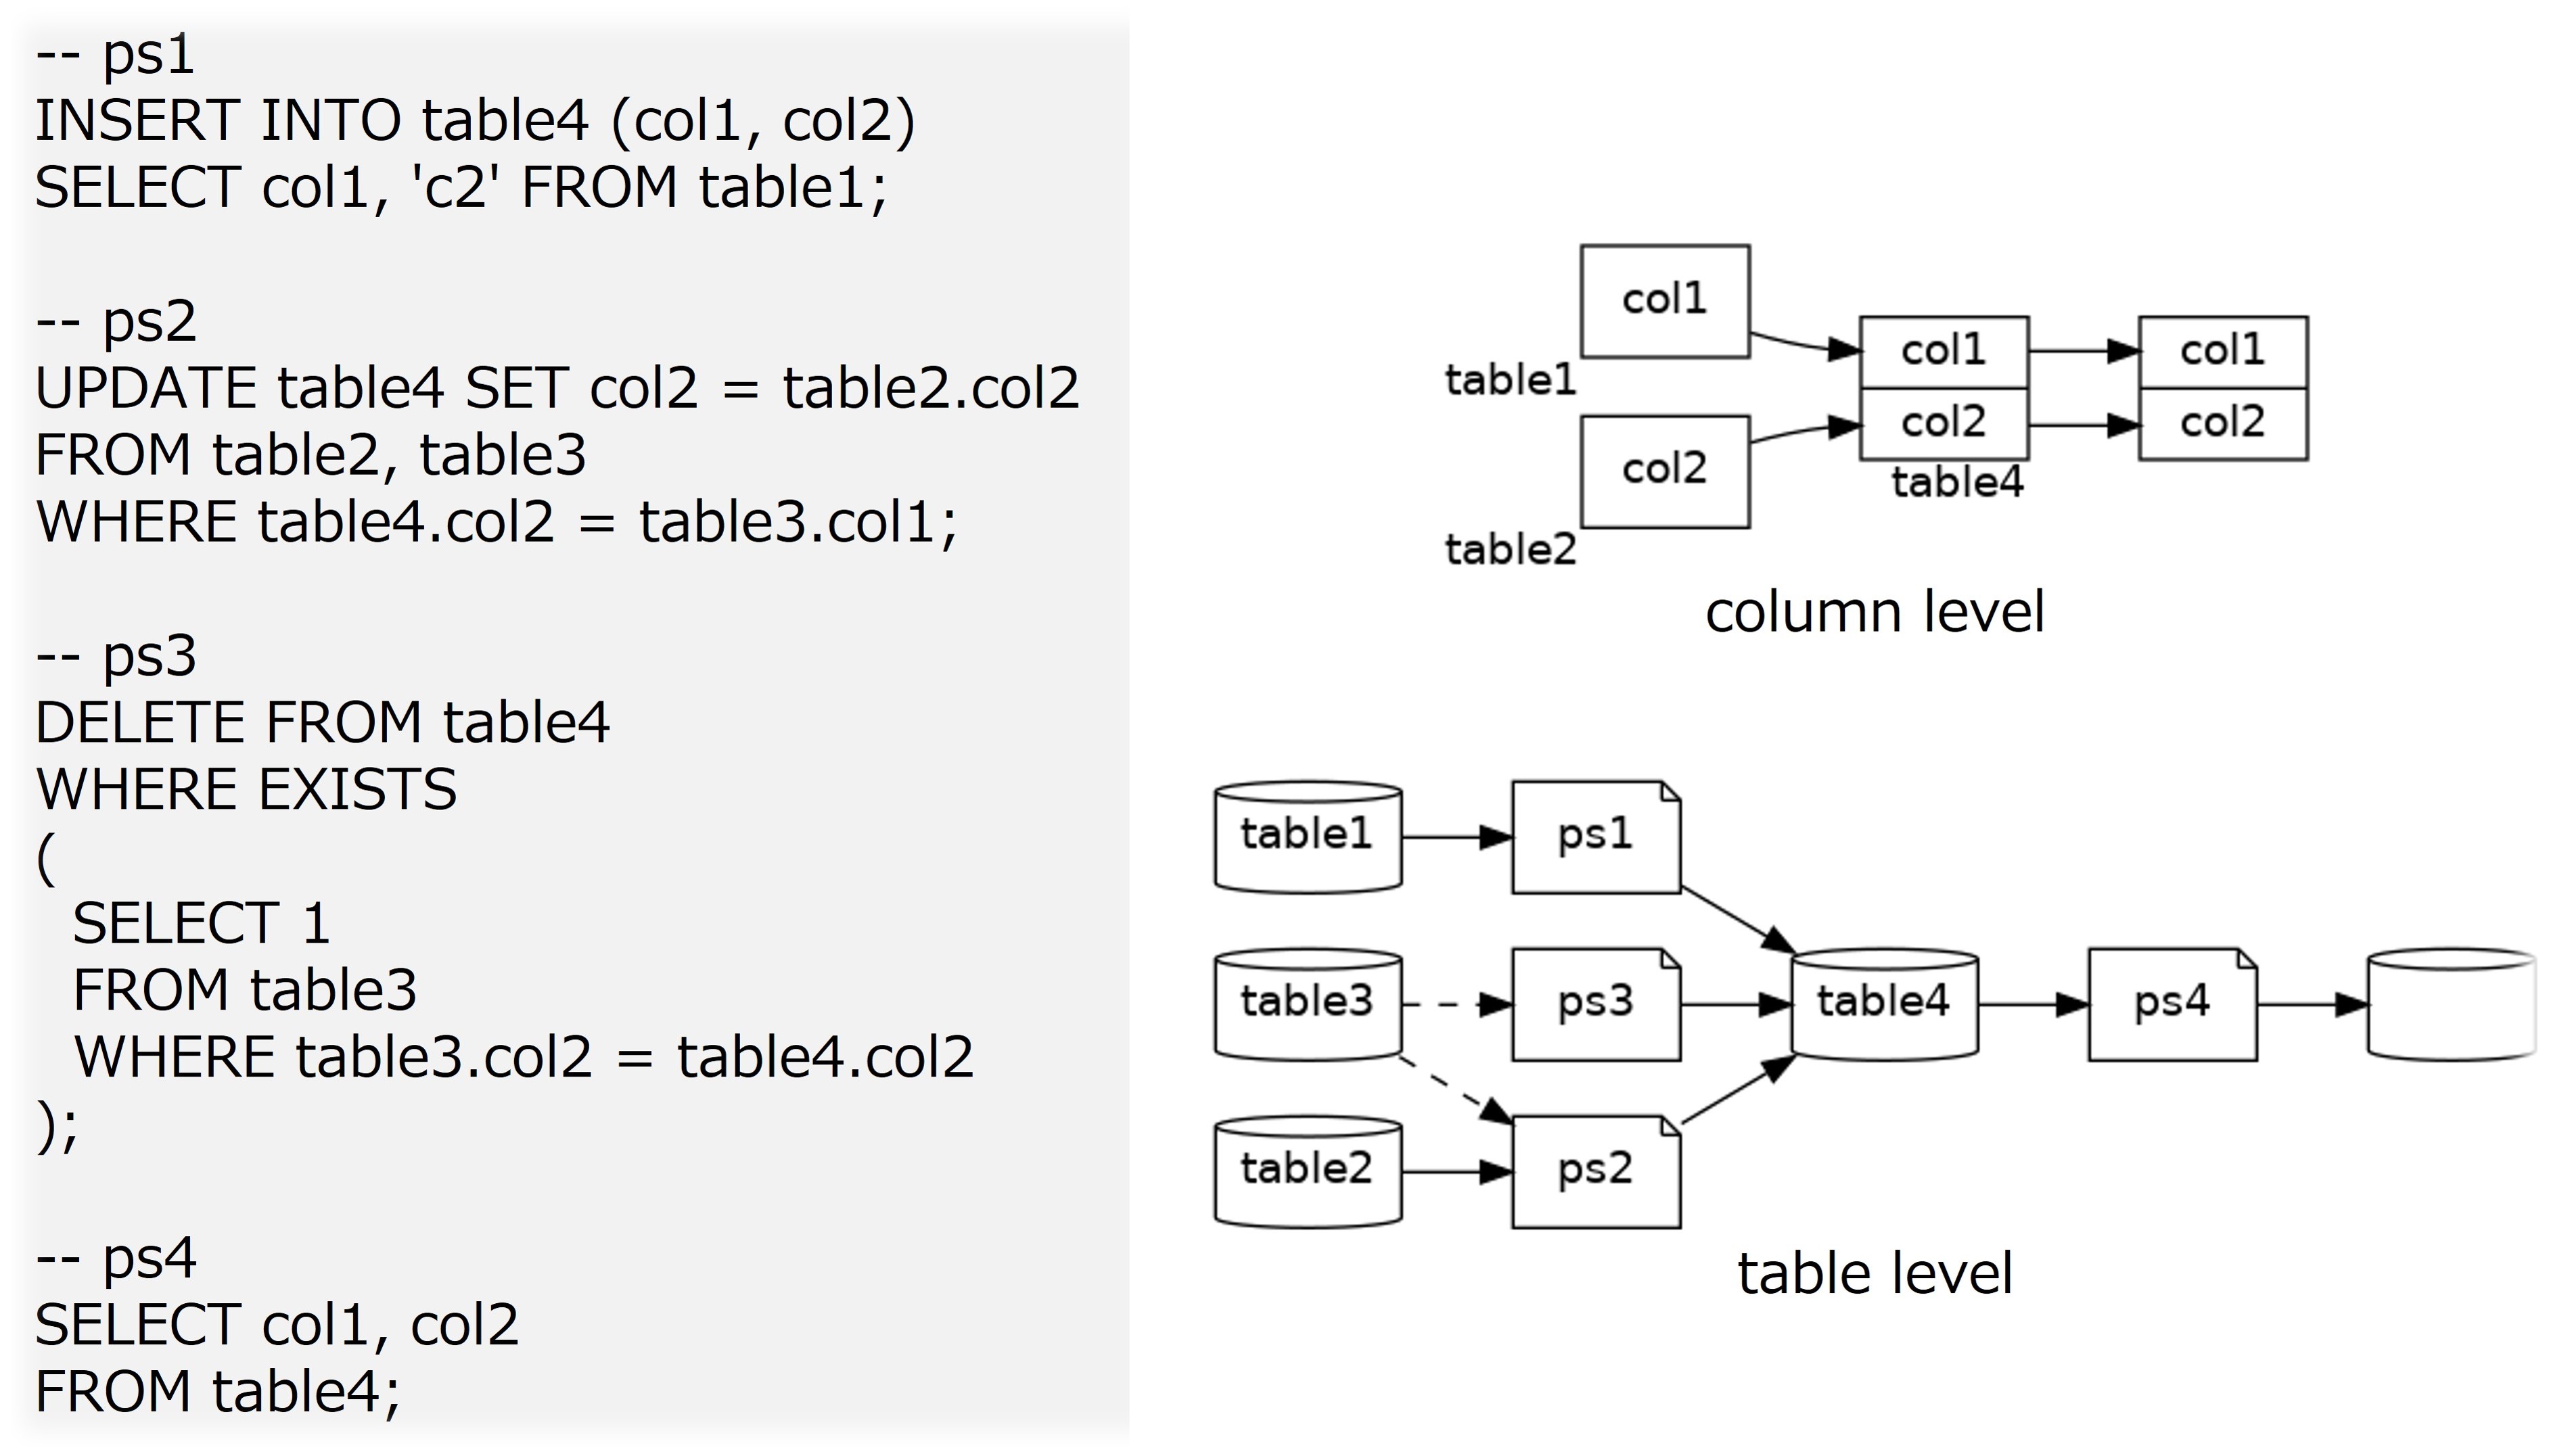 -- ps1
INSERT INTO table4 (col1, col2)
SELECT col1, 'c2' FROM table1;
-- ps2
UPDATE table4 SET col2 = table2.col2
FROM table2, table3
WHERE table4.col2 = table3.col1;
-- ps3
DELETE FROM table4
WHERE EXISTS
(
SELECT 1
FROM table3
WHERE table3.col2 = table4.col2
);
-- ps4
SELECT col1, col2
FROM table4;
col1
table1
col2
table2
col1
col2
table4
col1
col2
column level
table1
ps1
table3
ps3
table4
ps4
table2
ps2
table level